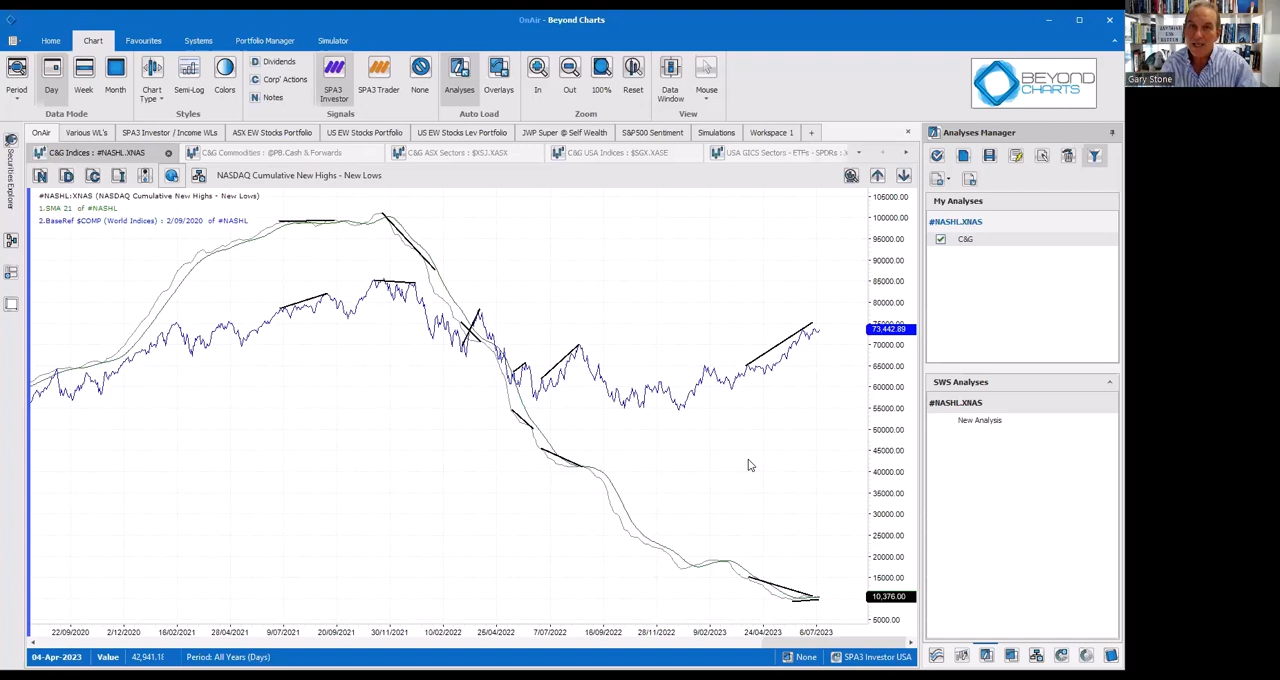 OnAir - Beyond Charts
Home Chart Favourites Systems Portfolio Manager Simulator
Period Day Week Month
Data Mode
Chart Type Semi-Log Colors
Styles
Dividends
Corp' Actions
Notes
SPA3 Investor SPA3 Trader None
Signals
Analyses Overlays
Auto Load
In Out 100% Reset
Zoom
Data Window Mouse
View
BEYOND CHARTS
Gary Stone
OnAir Various WL's SPA3 Investor / Income WLs ASX EW Stocks Portfolio US EW Stocks Portfolio US EW Stocks Lev Portfolio JWP Super @ Self Wealth S&P500 Sentiment Simulations Workspace 1 +
C&G Indices : #NASHL.XNAS C&G Commodities : @PB.Cash & Forwards C&G ASX Sectors : $XSJ.XASX C&G USA Indices : $SGX.XASE USA GICS Sectors - ETFs - SPDRs : X
NASDAQ Cumulative New Highs - New Lows
Securities Explorer
#NASHL:XNAS (NASDAQ Cumulative New Highs - New Lows)
1.SMA 21 of #NASHL
2.BaseRef $COMP (World Indices) : 2/09/2020 of #NASHL
105000.00
100000.00
95000.00
90000.00
85000.00
80000.00
73,442.89
70000.00
65000.00
60000.00
55000.00
50000.00
45000.00
40000.00
35000.00
30000.00
25000.00
20000.00
15000.00
10,376.00
5000.00
22/09/2020 2/12/2020 16/02/2021 28/04/2021 9/07/2021 20/09/2021 30/11/2021 10/02/2022 25/04/2022 7/07/2022 16/09/2022 28/11/2022 9/02/2023 24/04/2023 6/07/2023
04-Apr-2023 Value 42,941.18 Period: All Years (Days) None SPA3 Investor USA
Analyses Manager
My Analyses
#NASHL.XNAS
C&G
SWS Analyses
#NASHL.XNAS
New Analysis